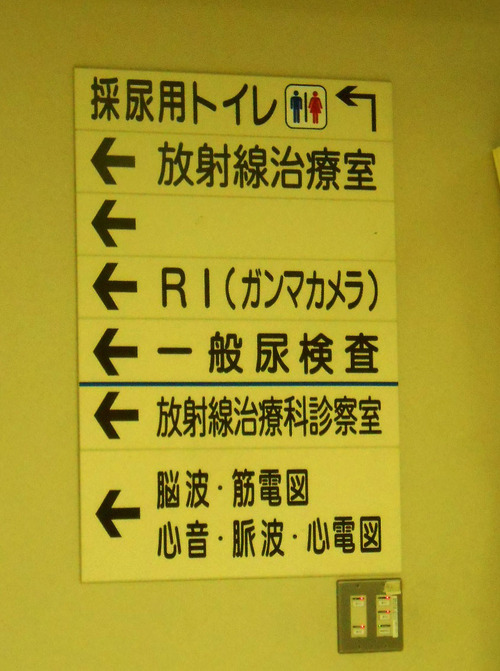 採尿用トイレ
放射線治療室
RI(ガンマカメラ)
一般尿検査
放射線治療科診察室
脳波・筋電図
心音・脈波・心電図